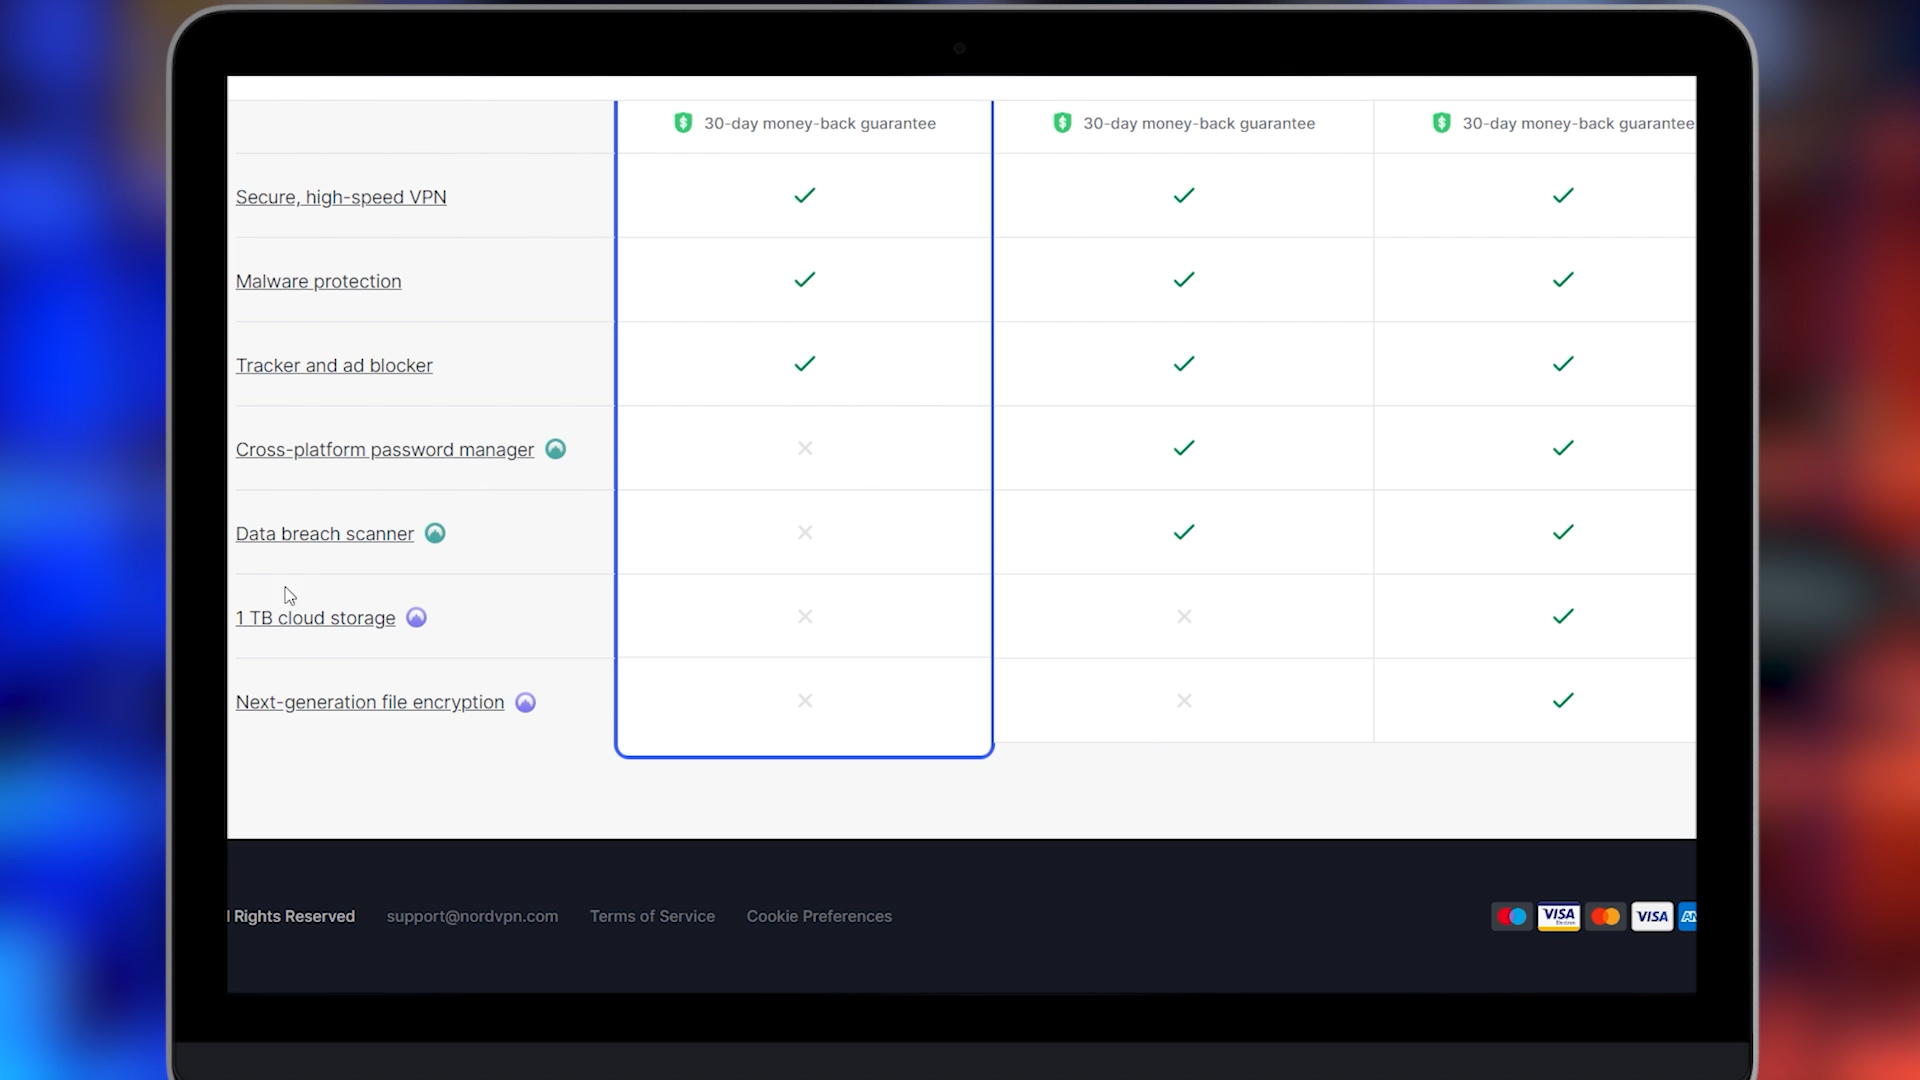 30-day money-back guarantee 30-day money-back guarantee 30-day money-back guarantee
Secure, high-speed VPN
Malware protection
Tracker and ad blocker
Cross-platform password manager
Data breach scanner
1 TB cloud storage
Next-generation file encryption
l Rights Reserved support@nordvpn.com Terms of Service Cookie Preferences
VISA Electron VISA AM